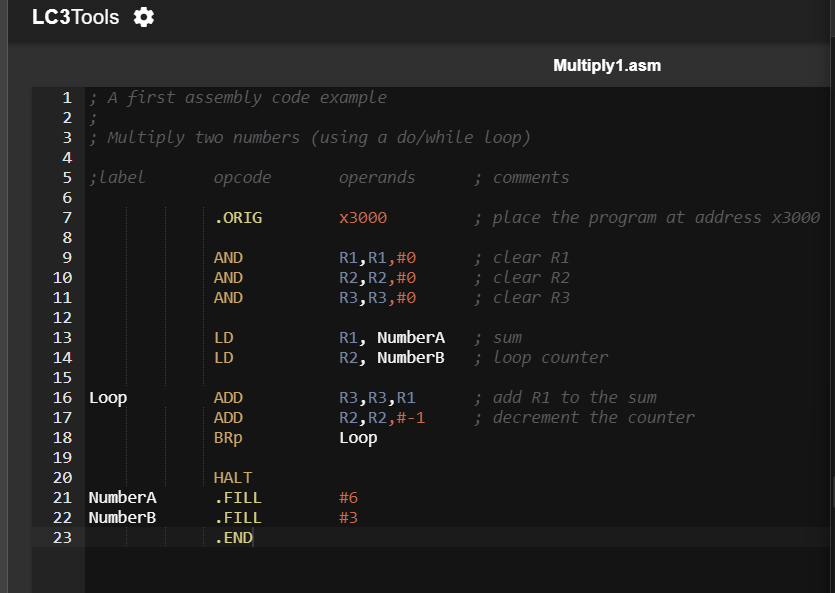 LC3Tools
Multiply1.asm
1 ; A first assembly code example
2 ;
3 ; Multiply two numbers (using a do/while loop)
4
5 ;label opcode operands ; comments
6
7 .ORIG x3000 ; place the program at address x3000
8
9 AND R1,R1,#0 ; clear R1
10 AND R2,R2,#0 ; clear R2
11 AND R3,R3,#0 ; clear R3
12
13 LD R1, NumberA ; sum
14 LD R2, NumberB ; loop counter
15
16 Loop ADD R3,R3,R1 ; add R1 to the sum
17 ADD R2,R2,#-1 ; decrement the counter
18 BRp Loop
19
20 HALT
21 NumberA .FILL #6
22 NumberB .FILL #3
23 .END